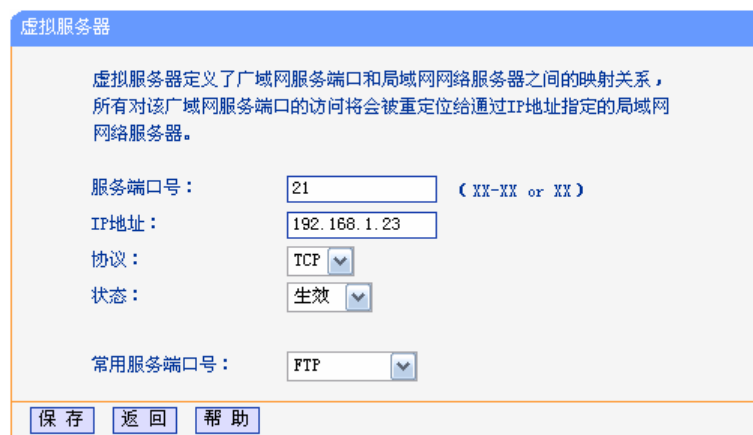 虚拟服务器
虚拟服务器定义了广域网服务端口和局域网网络服务器之间的映射关系，
所有对该广域网服务端口的访问将会被重定位给通过IP地址指定的局域网
网络服务器。
服务端口号： 21 （XX-XX or XX）
IP地址： 192.168.1.23
协议： TCP
状态： 生效
常用服务端口号： FTP
保 存 返 回 帮 助